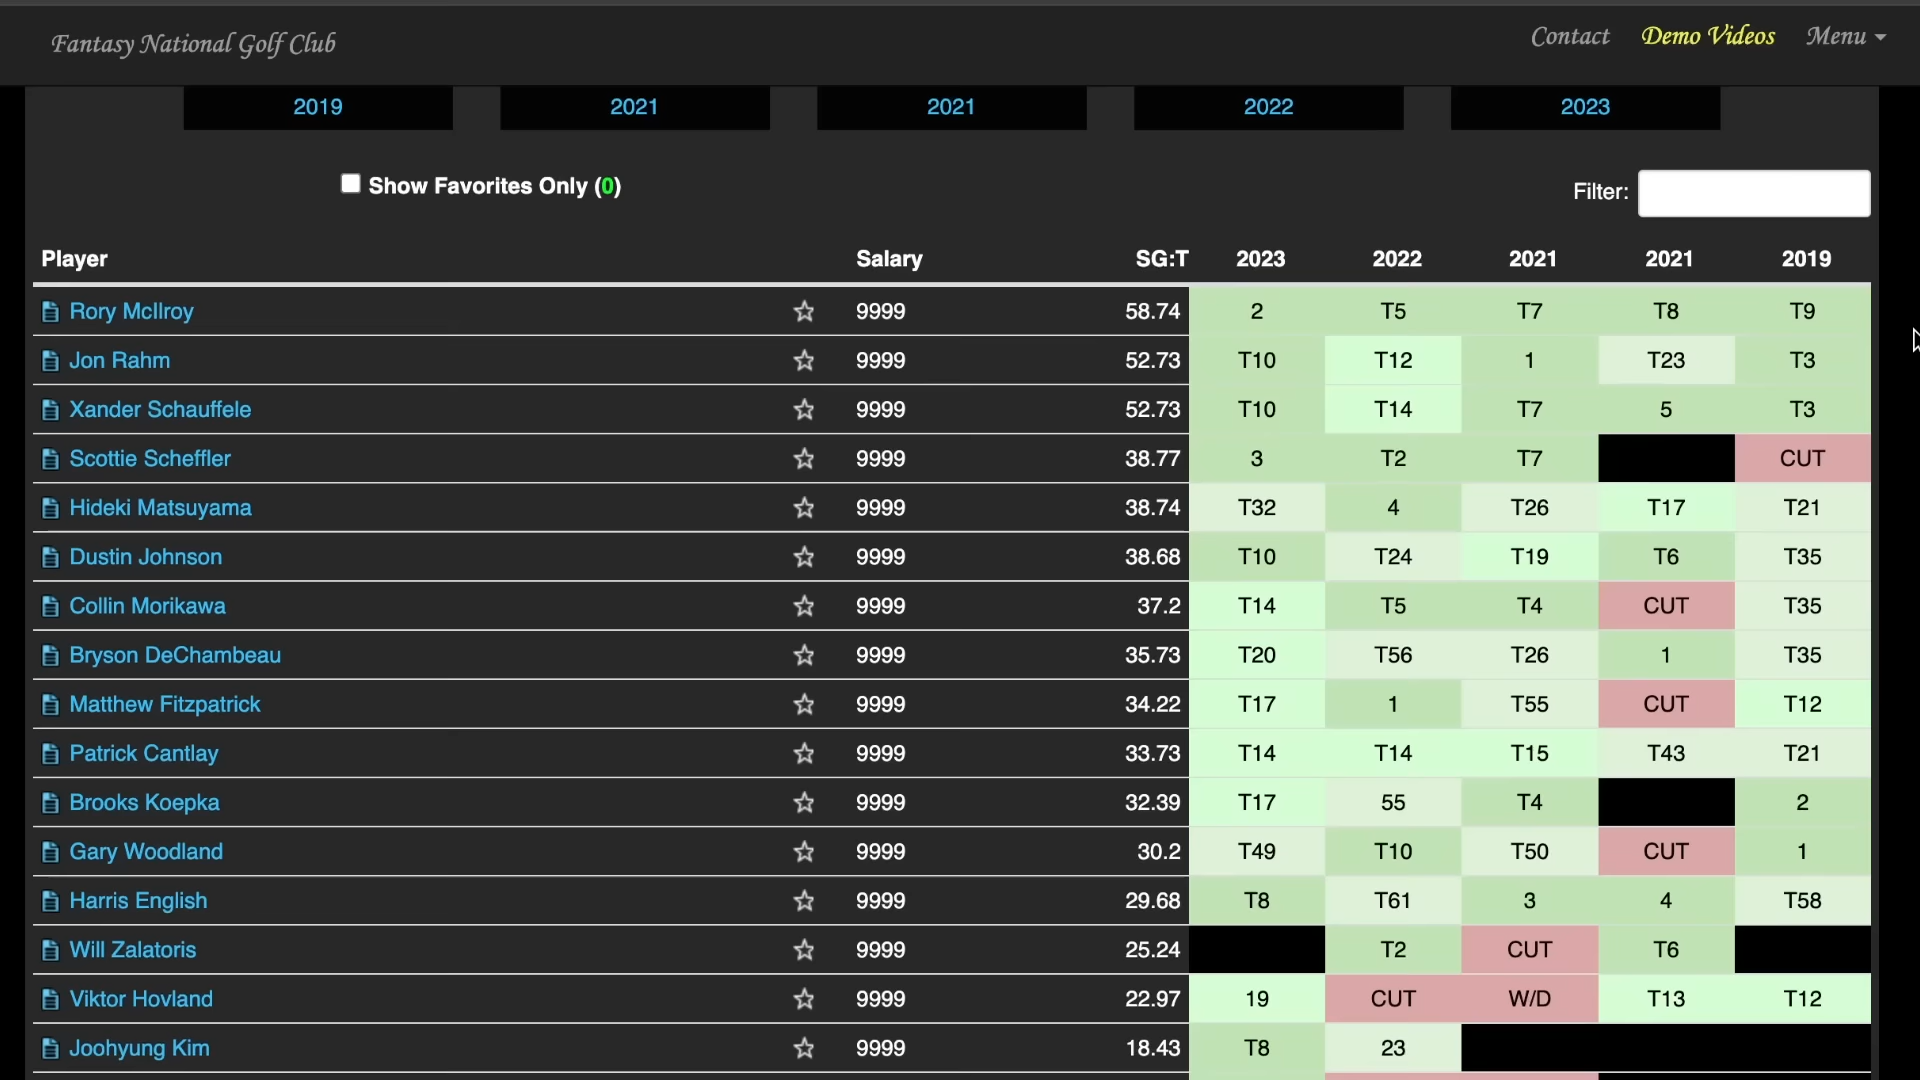 Fantasy National Golf Club Contact Demo Videos Menu
2019 2021 2021 2022 2023
Show Favorites Only (0) Filter:
Player Salary SG:T 2023 2022 2021 2021 2019
Rory McIlroy 9999 58.74 2 T5 T7 T8 T9
Jon Rahm 9999 52.73 T10 T12 1 T23 T3
Xander Schauffele 9999 52.73 T10 T14 T7 5 T3
Scottie Scheffler 9999 38.77 3 T2 T7 CUT
Hideki Matsuyama 9999 38.74 T32 4 T26 T17 T21
Dustin Johnson 9999 38.68 T10 T24 T19 T6 T35
Collin Morikawa 9999 37.2 T14 T5 T4 CUT T35
Bryson DeChambeau 9999 35.73 T20 T56 T26 1 T35
Matthew Fitzpatrick 9999 34.22 T17 1 T55 CUT T12
Patrick Cantlay 9999 33.73 T14 T14 T15 T43 T21
Brooks Koepka 9999 32.39 T17 55 T4 2
Gary Woodland 9999 30.2 T49 T10 T50 CUT 1
Harris English 9999 29.68 T8 T61 3 4 T58
Will Zalatoris 9999 25.24 T2 CUT T6
Viktor Hovland 9999 22.97 19 CUT W/D T13 T12
Joohyung Kim 9999 18.43 T8 23